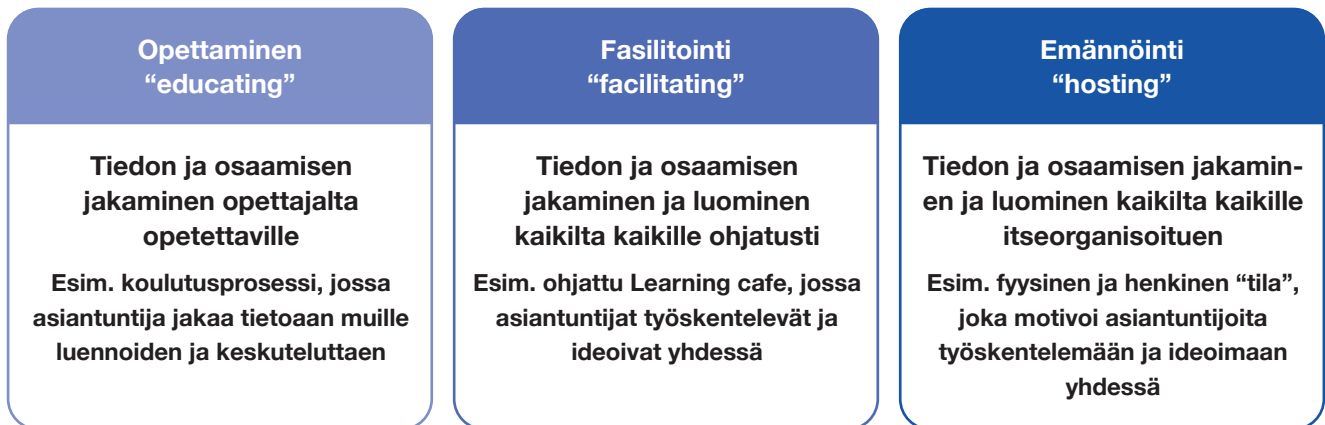 Opettaminen
“educating”
Tiedon ja osaamisen
jakaminen opettajalta
opetettaville
Esim. koulutusprosessi, jossa
asiantuntija jakaa tietoaan muille
luennoiden ja keskuteluttaen
Fasilitointi
“facilitating”
Tiedon ja osaamisen
jakaminen ja luominen
kaikilta kaikille ohjatusti
Esim. ohjattu Learning cafe, jossa
asiantuntijat työskentelevät ja
ideoivat yhdessä
Emännöinti
“hosting”
Tiedon ja osaamisen jakamin-
en ja luominen kaikilta kaikille
itseorganisoituen
Esim. fyysinen ja henkinen “tila”,
joka motivoi asiantuntijoita
työskentelemään ja ideoimaan
yhdessä